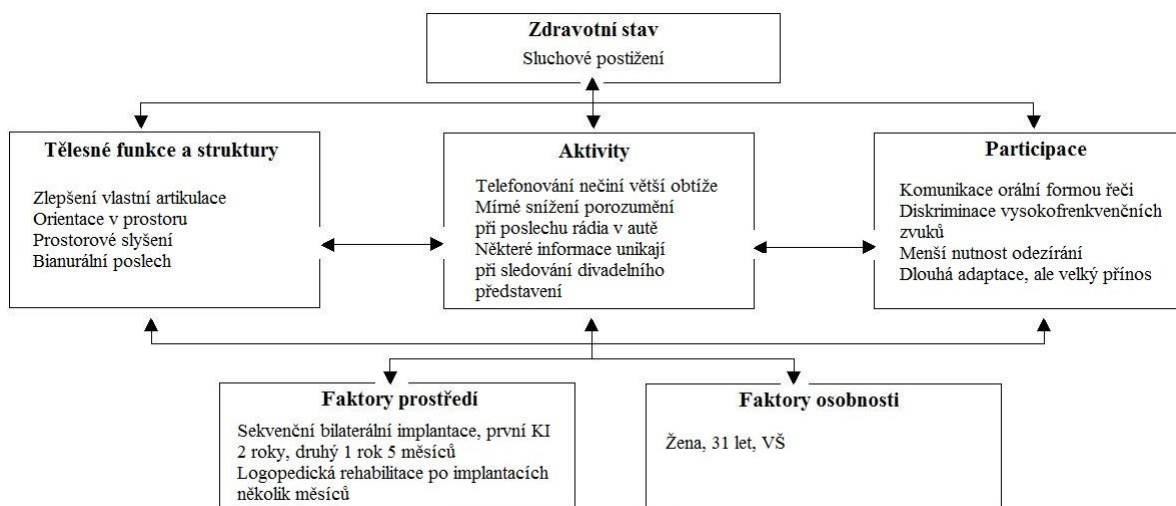 Zdravotní stav
Sluchové postižení
Tělesné funkce a struktury
Zlepšení vlastní artikulace
Orientace v prostoru
Prostorové slyšení
Bianurální poslech
Aktivity
Telefonování nečiní větší obtíže
Mírné snížení porozumění
při poslechu rádia v autě
Některé informace unikají
při sledování divadelního
představení
Participace
Komunikace orální formou řeči
Diskriminace vysokofrenkvenčních
zvuků
Menší nutnost odezírání
Dlouhá adaptace, ale velký přínos
Faktory prostředí
Sekvenční bilaterální implantace, první KI
2 roky, druhý 1 rok 5 měsíců
Logopedická rehabilitace po implantacích
několik měsíců
Faktory osobnosti
Žena, 31 let, VŠ